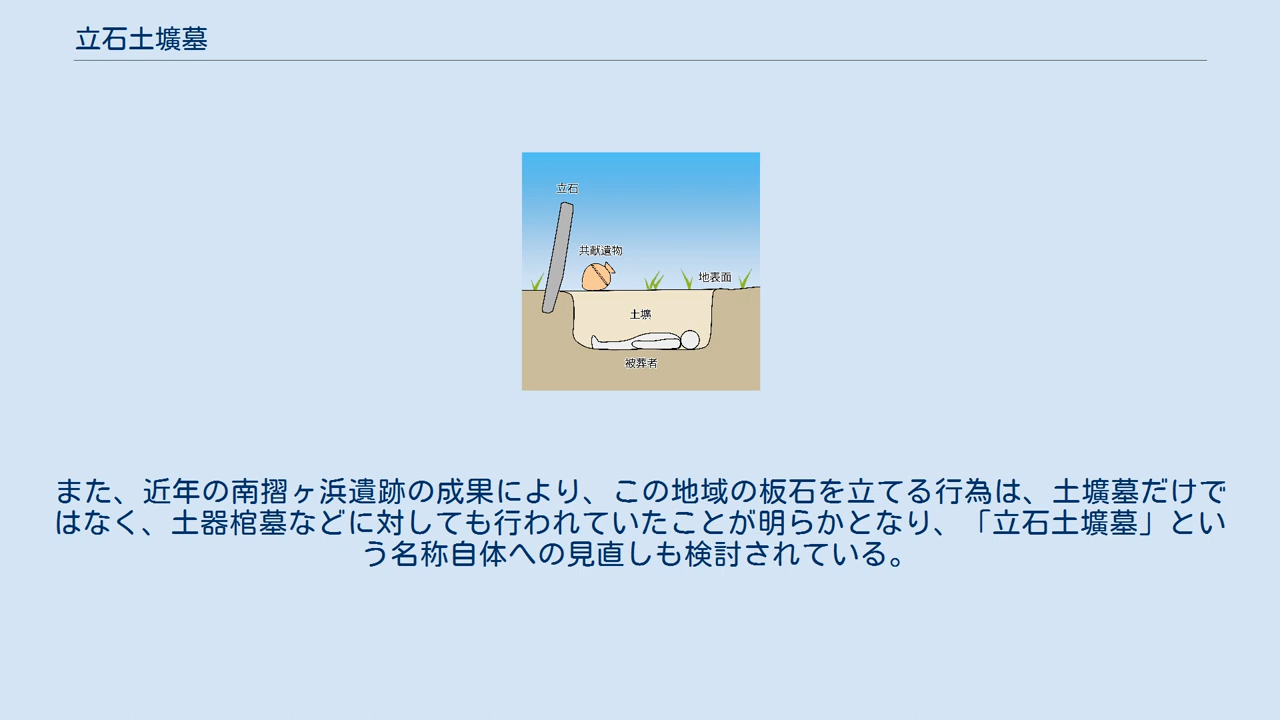 立石土壙墓
立石
共献遺物
地表面
土壙
被葬者
また、近年の南摺ヶ浜遺跡の成果により、この地域の板石を立てる行為は、土壙墓だけで
はなく、土器棺墓などに対しても行われていたことが明らかとなり、「立石土壙墓」とい
う名称自体への見直しも検討されている。